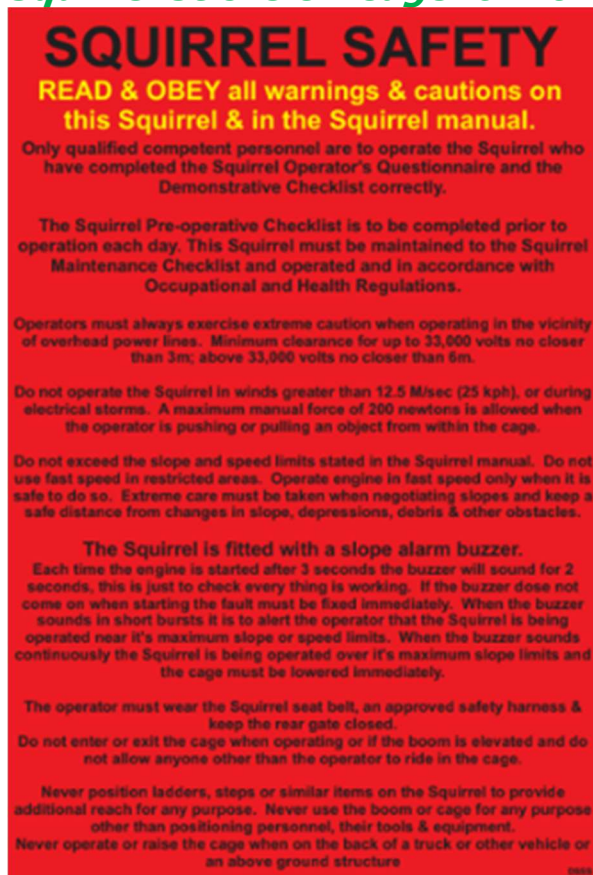 SQUIRREL SAFETY
READ & OBEY all warnings & cautions on
this Squirrel & in the Squirrel manual.
Only qualified competent personnel are to operate the Squirrel who
have completed the Squirrel Operator's Questionnaire and the
Demonstrative Checklist correctly.
The Squirrel Pre-operative Checklist is to be completed prior to
operation each day. This Squirrel must be maintained to the Squirrel
Maintenance Checklist and operated and in accordance with
Occupational and Health Regulations.
Operators must always exercise extreme caution when operating in the vicinity
of overhead power lines. Minimum clearance for up to 33,000 volts no closer
than 3m; above 33,000 volts no closer than 6m.
Do not operate the Squirrel in winds greater than 12.5 M/sec (25 kph), or during
electrical storms. A maximum manual force of 200 newtons is allowed when
the operator is pushing or pulling an object from within the cage.
Do not exceed the slope and speed limits stated in the Squirrel manual. Do not
use fast speed in restricted areas. Operate engine in fast speed only when it is
safe to do so. Extreme care must be taken when negotiating slopes and keep a
safe distance from changes in slope, depressions, debris & other obstacles.
The Squirrel is fitted with a slope alarm buzzer.
Each time the engine is started after 3 seconds the buzzer will sound for 2
seconds, this is just to check every thing is working. If the buzzer dose not
come on when starting the fault must be fixed immediately. When the buzzer
sounds in short bursts it is to alert the operator that the Squirrel is being
operated near it's maximum slope or speed limits. When the buzzer sounds
continuously the Squirrel is being operated over it's maximum slope limits and
the cage must be lowered immediately.
The operator must wear the Squirrel seat belt, an approved safety harness &
keep the rear gate closed.
Do not enter or exit the cage when operating or if the boom is elevated and do
not allow anyone other than the operator to ride in the cage.
Never position ladders, steps or similar items on the Squirrel to provide
additional reach for any purpose. Never use the boom or cage for any purpose
other than positioning personnel, their tools & equipment.
Never operate or raise the cage when on the back of a truck or other vehicle or
an above ground structure